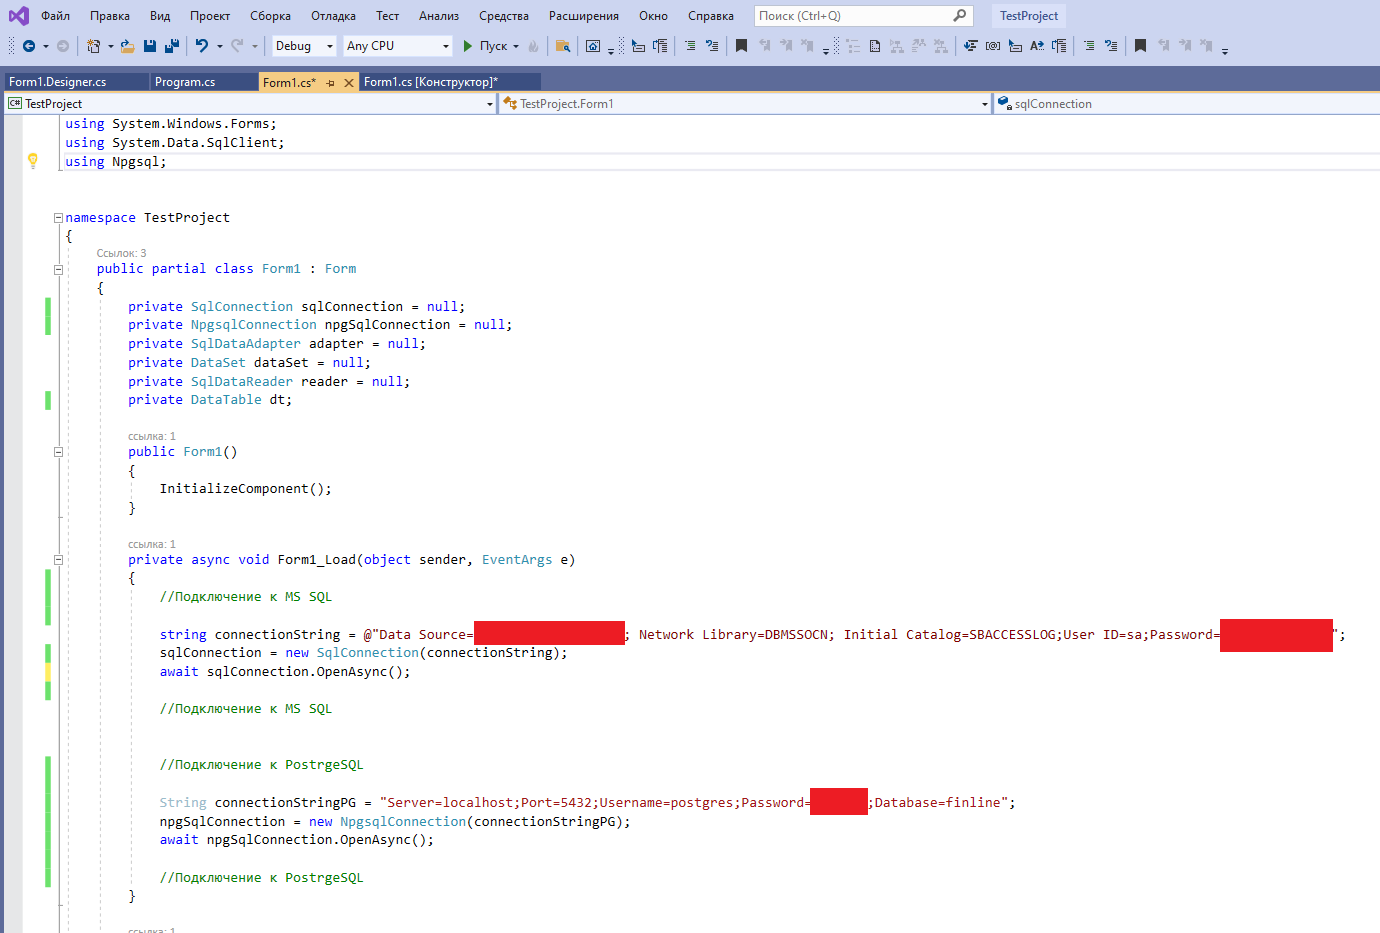 Файл Правка Вид Проект Сборка Отладка Тест Анализ Средства Расширения Окно Справка Поиск (Ctrl+Q) TestProject
Debug Any CPU Пуск
Form1.Designer.cs Program.cs Form1.cs* Form1.cs [Конструктор]*
C# TestProject TestProject.Form1 sqlConnection
using System.Windows.Forms;
using System.Data.SqlClient;
using Npgsql;
namespace TestProject
{
Ссылок: 3
public partial class Form1 : Form
{
private SqlConnection sqlConnection = null;
private NpgsqlConnection npgSqlConnection = null;
private SqlDataAdapter adapter = null;
private DataSet dataSet = null;
private SqlDataReader reader = null;
private DataTable dt;
ссылка: 1
public Form1()
{
InitializeComponent();
}
ссылка: 1
private async void Form1_Load(object sender, EventArgs e)
{
//Подключение к MS SQL
string connectionString = @"Data Source= ; Network Library=DBMSSOCN; Initial Catalog=SBACCESSLOG;User ID=sa;Password= ";
sqlConnection = new SqlConnection(connectionString);
await sqlConnection.OpenAsync();
//Подключение к MS SQL
//Подключение к PostrgeSQL
String connectionStringPG = "Server=localhost;Port=5432;Username=postgres;Password= ;Database=finline";
npgSqlConnection = new NpgsqlConnection(connectionStringPG);
await npgSqlConnection.OpenAsync();
//Подключение к PostrgeSQL
}
ссылка: 1